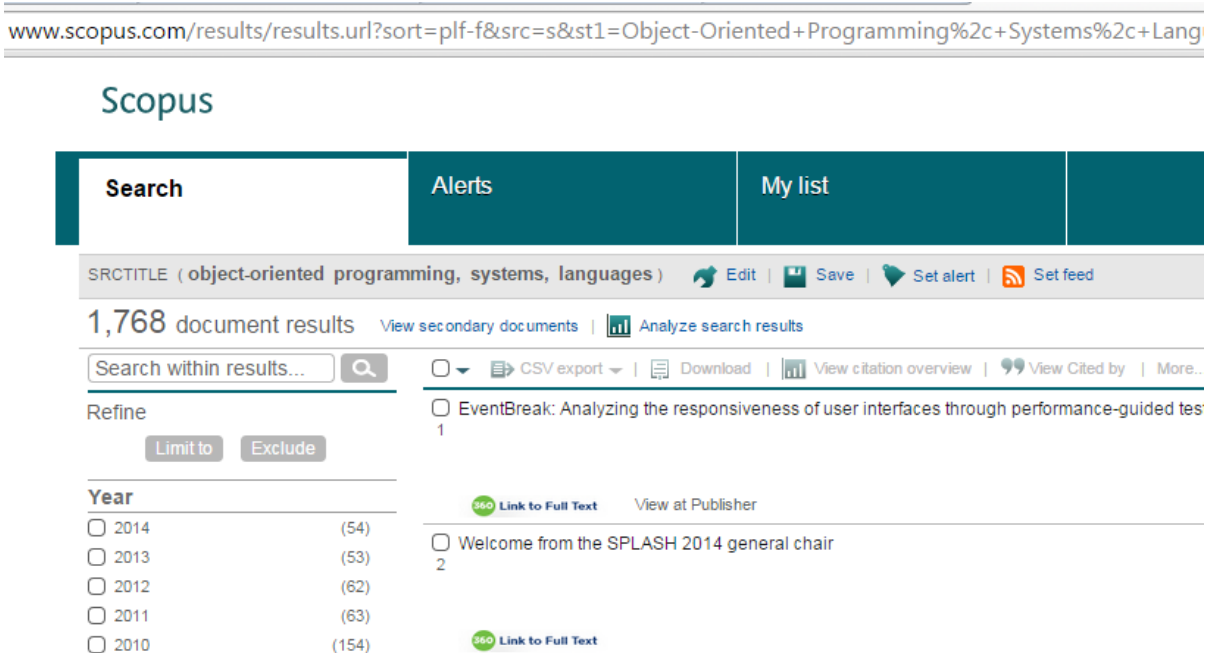 www.scopus.com/results/results.url?sort=plf-f&src=s&st1=Object-Oriented+Programming%2c+Systems%2c+Lang
Scopus
Search Alerts My list
SRCTITLE ( object-oriented programming, systems, languages ) Edit | Save | Set alert | Set feed
1,768 document results View secondary documents | Analyze search results
Search within results... CSV export | Download | View citation overview | View Cited by | More..
Refine
Limit to Exclude
EventBreak: Analyzing the responsiveness of user interfaces through performance-guided tes
1
360 Link to Full Text View at Publisher
Year
2014 (54)
2013 (53)
2012 (62)
2011 (63)
2010 (154)
Welcome from the SPLASH 2014 general chair
2
360 Link to Full Text